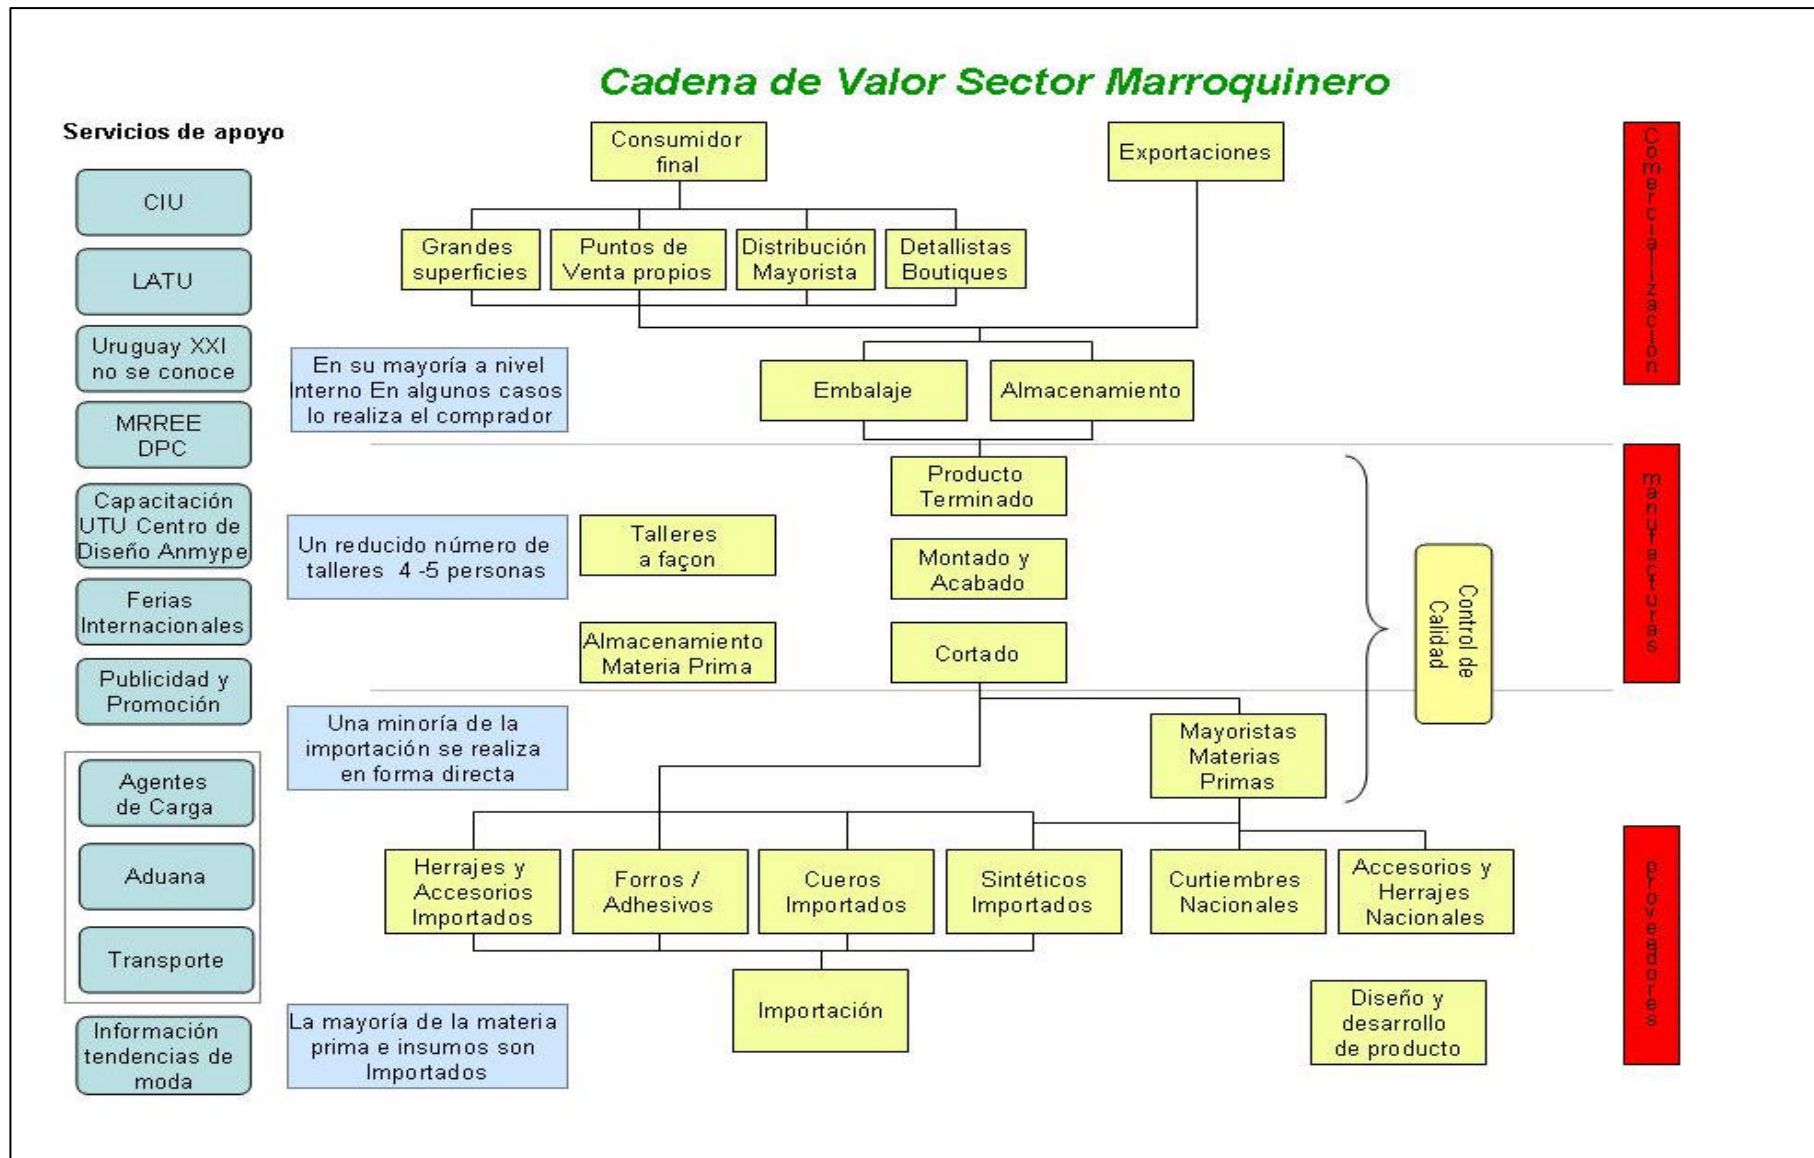 Cadena de Valor Sector Marroquinero
Servicios de apoyo
CIU
LATU
Uruguay XXI
no se conoce
MRREE
DPC
Capacitación
UTU Centro de
Diseño Anmype
Ferias
Internacionales
Publicidad y
Promoción
Agentes
de Carga
Aduana
Transporte
Información
tendencias de
moda
Consumidor
final
Exportaciones
Grandes
superficies
Puntos de
Venta propios
Distribución
Mayorista
Detallistas
Boutiques
En su mayoría a nivel
Interno En algunos casos
lo realiza el comprador
Embalaje
Almacenamiento
Producto
Terminado
Un reducido número de
talleres 4 -5 personas
Talleres
a façon
Montado y
Acabado
Almacenamiento
Materia Prima
Cortado
Control de
Calidad
Una minoría de la
importación se realiza
en forma directa
Mayoristas
Materias
Primas
Herrajes y
Accesorios
Importados
Forros /
Adhesivos
Cueros
Importados
Sintéticos
Importados
Curtiembres
Nacionales
Accesorios y
Herrajes
Nacionales
Importación
Diseño y
desarrollo
de producto
La mayoría de la materia
prima e insumos son
Importados
Comercialización
manufacturas
proveedores